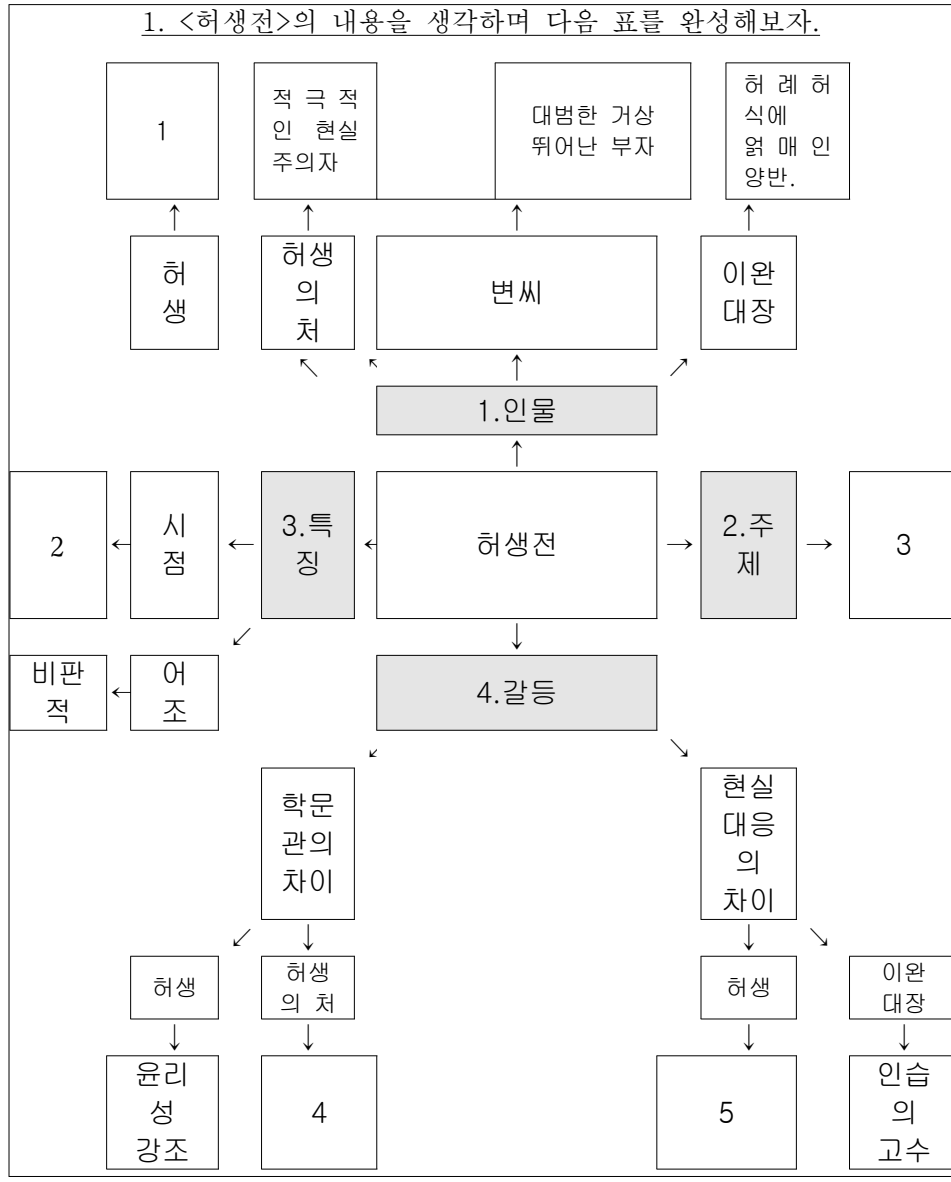 1. <허생전>의 내용을 생각하며 다음 표를 완성해보자.
1
적 극 적
인 현실
주의자
대범한 거상
뛰어난 부자
허 례 허
식에
얽 매 인
양반.
↑
↑
↑
↑
허
생
허생
의
처
변씨
이완
대장
↖
↖
↑
↗
1.인물
↑
2
←
시
점
←
3.특
징
←
허생전
→
2.주
제
→
3
↙
↓
비판
적
←
어
조
4.갈등
↙
↘
학문
관의
차이
현실
대응
의
차이
↙
↓
↓
↘
허생
허생
의 처
허생
이완
대장
↓
↓
↓
↓
윤리
성
강조
4
5
인습
의
고수